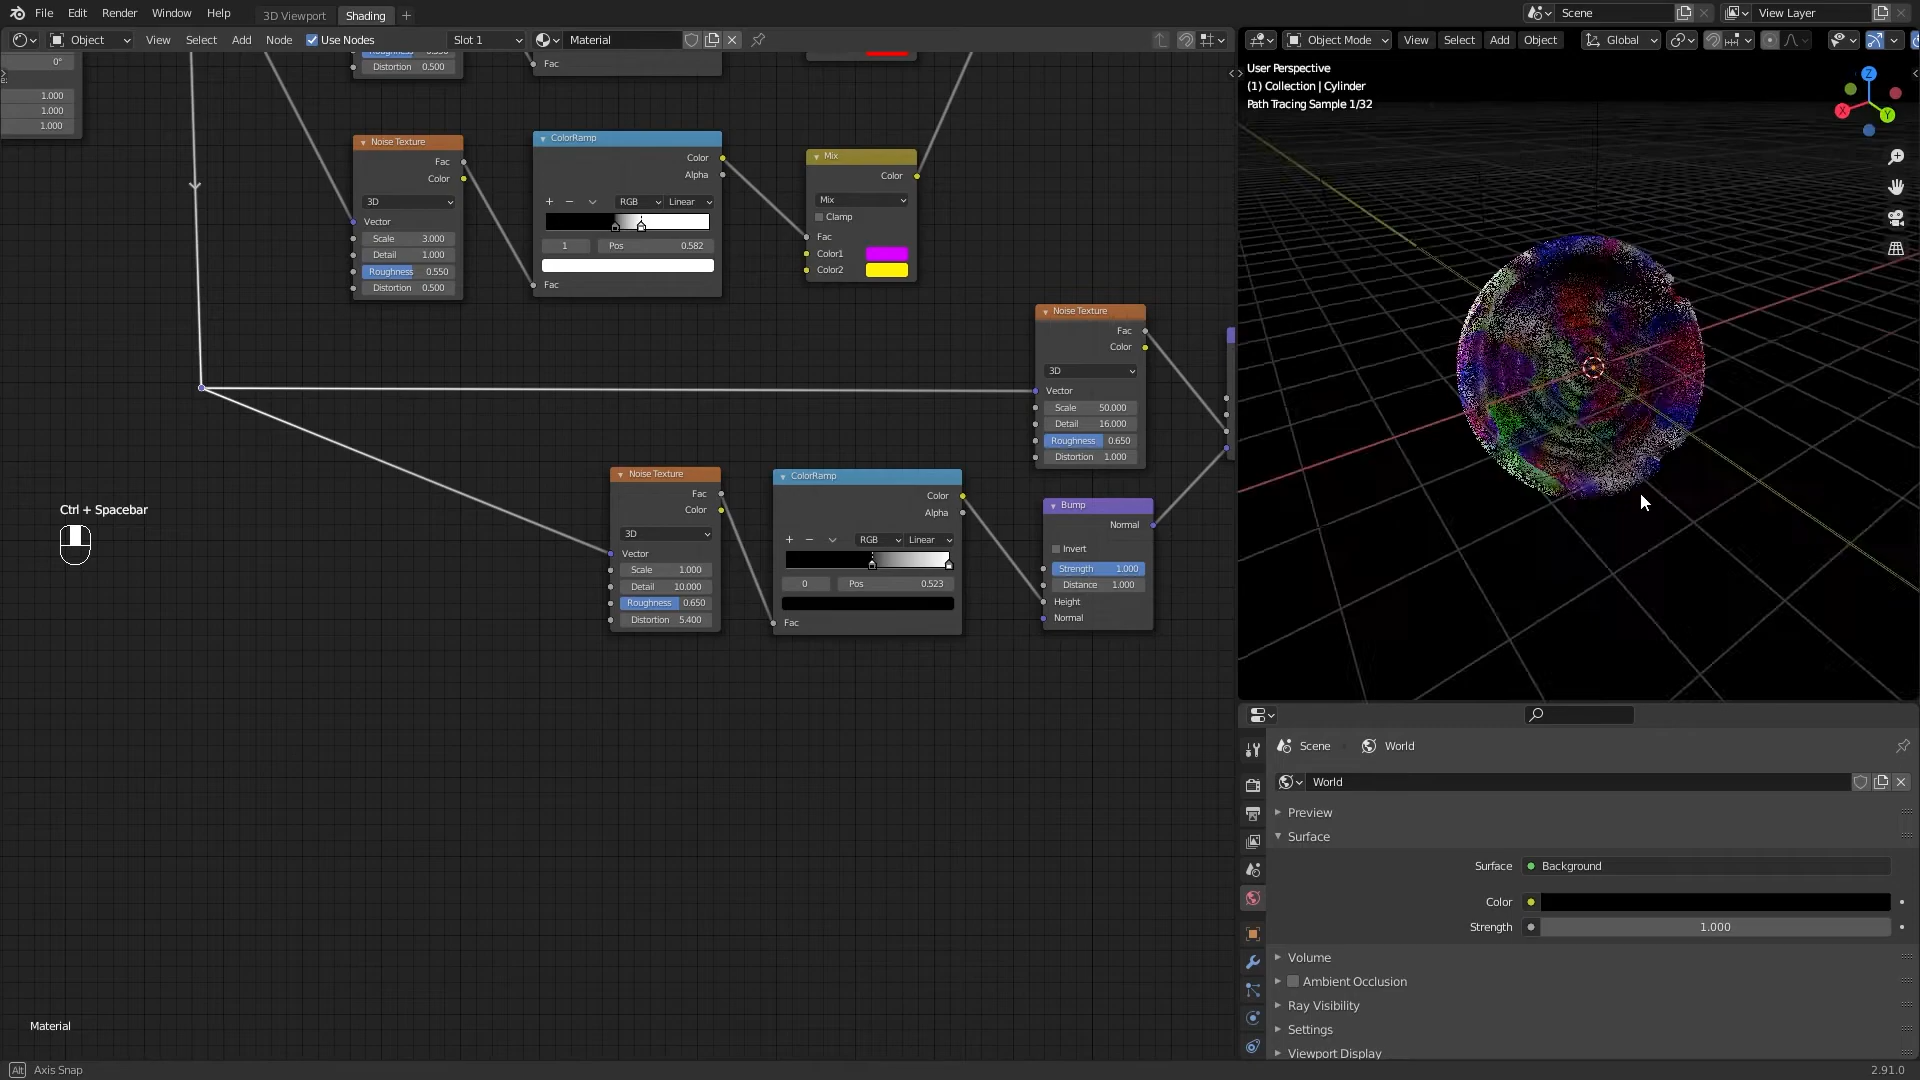 File Edit Render Window Help 3D Viewport Shading + Scene View Layer
Object View Select Add Node Use Nodes Slot 1 Material Object Mode View Select Add Object Global
User Perspective
(1) Collection | Cylinder
Path Tracing Sample 1/32
Z
X
Y
0°
1.000
1.000
1.000
Distortion 0.500
Fac
Noise Texture
Fac
Color
3D
Vector
Scale 3.000
Detail 1.000
Roughness 0.550
Distortion 0.500
ColorRamp
Color
Alpha
RGB Linear
1 Pos 0.582
Fac
Mix
Color
Mix
Clamp
Fac
Color1
Color2
Noise Texture
Fac
Color
3D
Vector
Scale 50.000
Detail 16.000
Roughness 0.650
Distortion 1.000
Noise Texture
Fac
Color
3D
Vector
Scale 1.000
Detail 10.000
Roughness 0.650
Distortion 5.400
ColorRamp
Color
Alpha
RGB Linear
0 Pos 0.523
Fac
Bump
Normal
Invert
Strength 1.000
Distance 1.000
Height
Normal
Ctrl + Spacebar
Material
Scene World
World
Preview
Surface
Surface Background
Color
Strength 1.000
Volume
Ambient Occlusion
Ray Visibility
Settings
Viewport Display
Alt Axis Snap
2.91.0